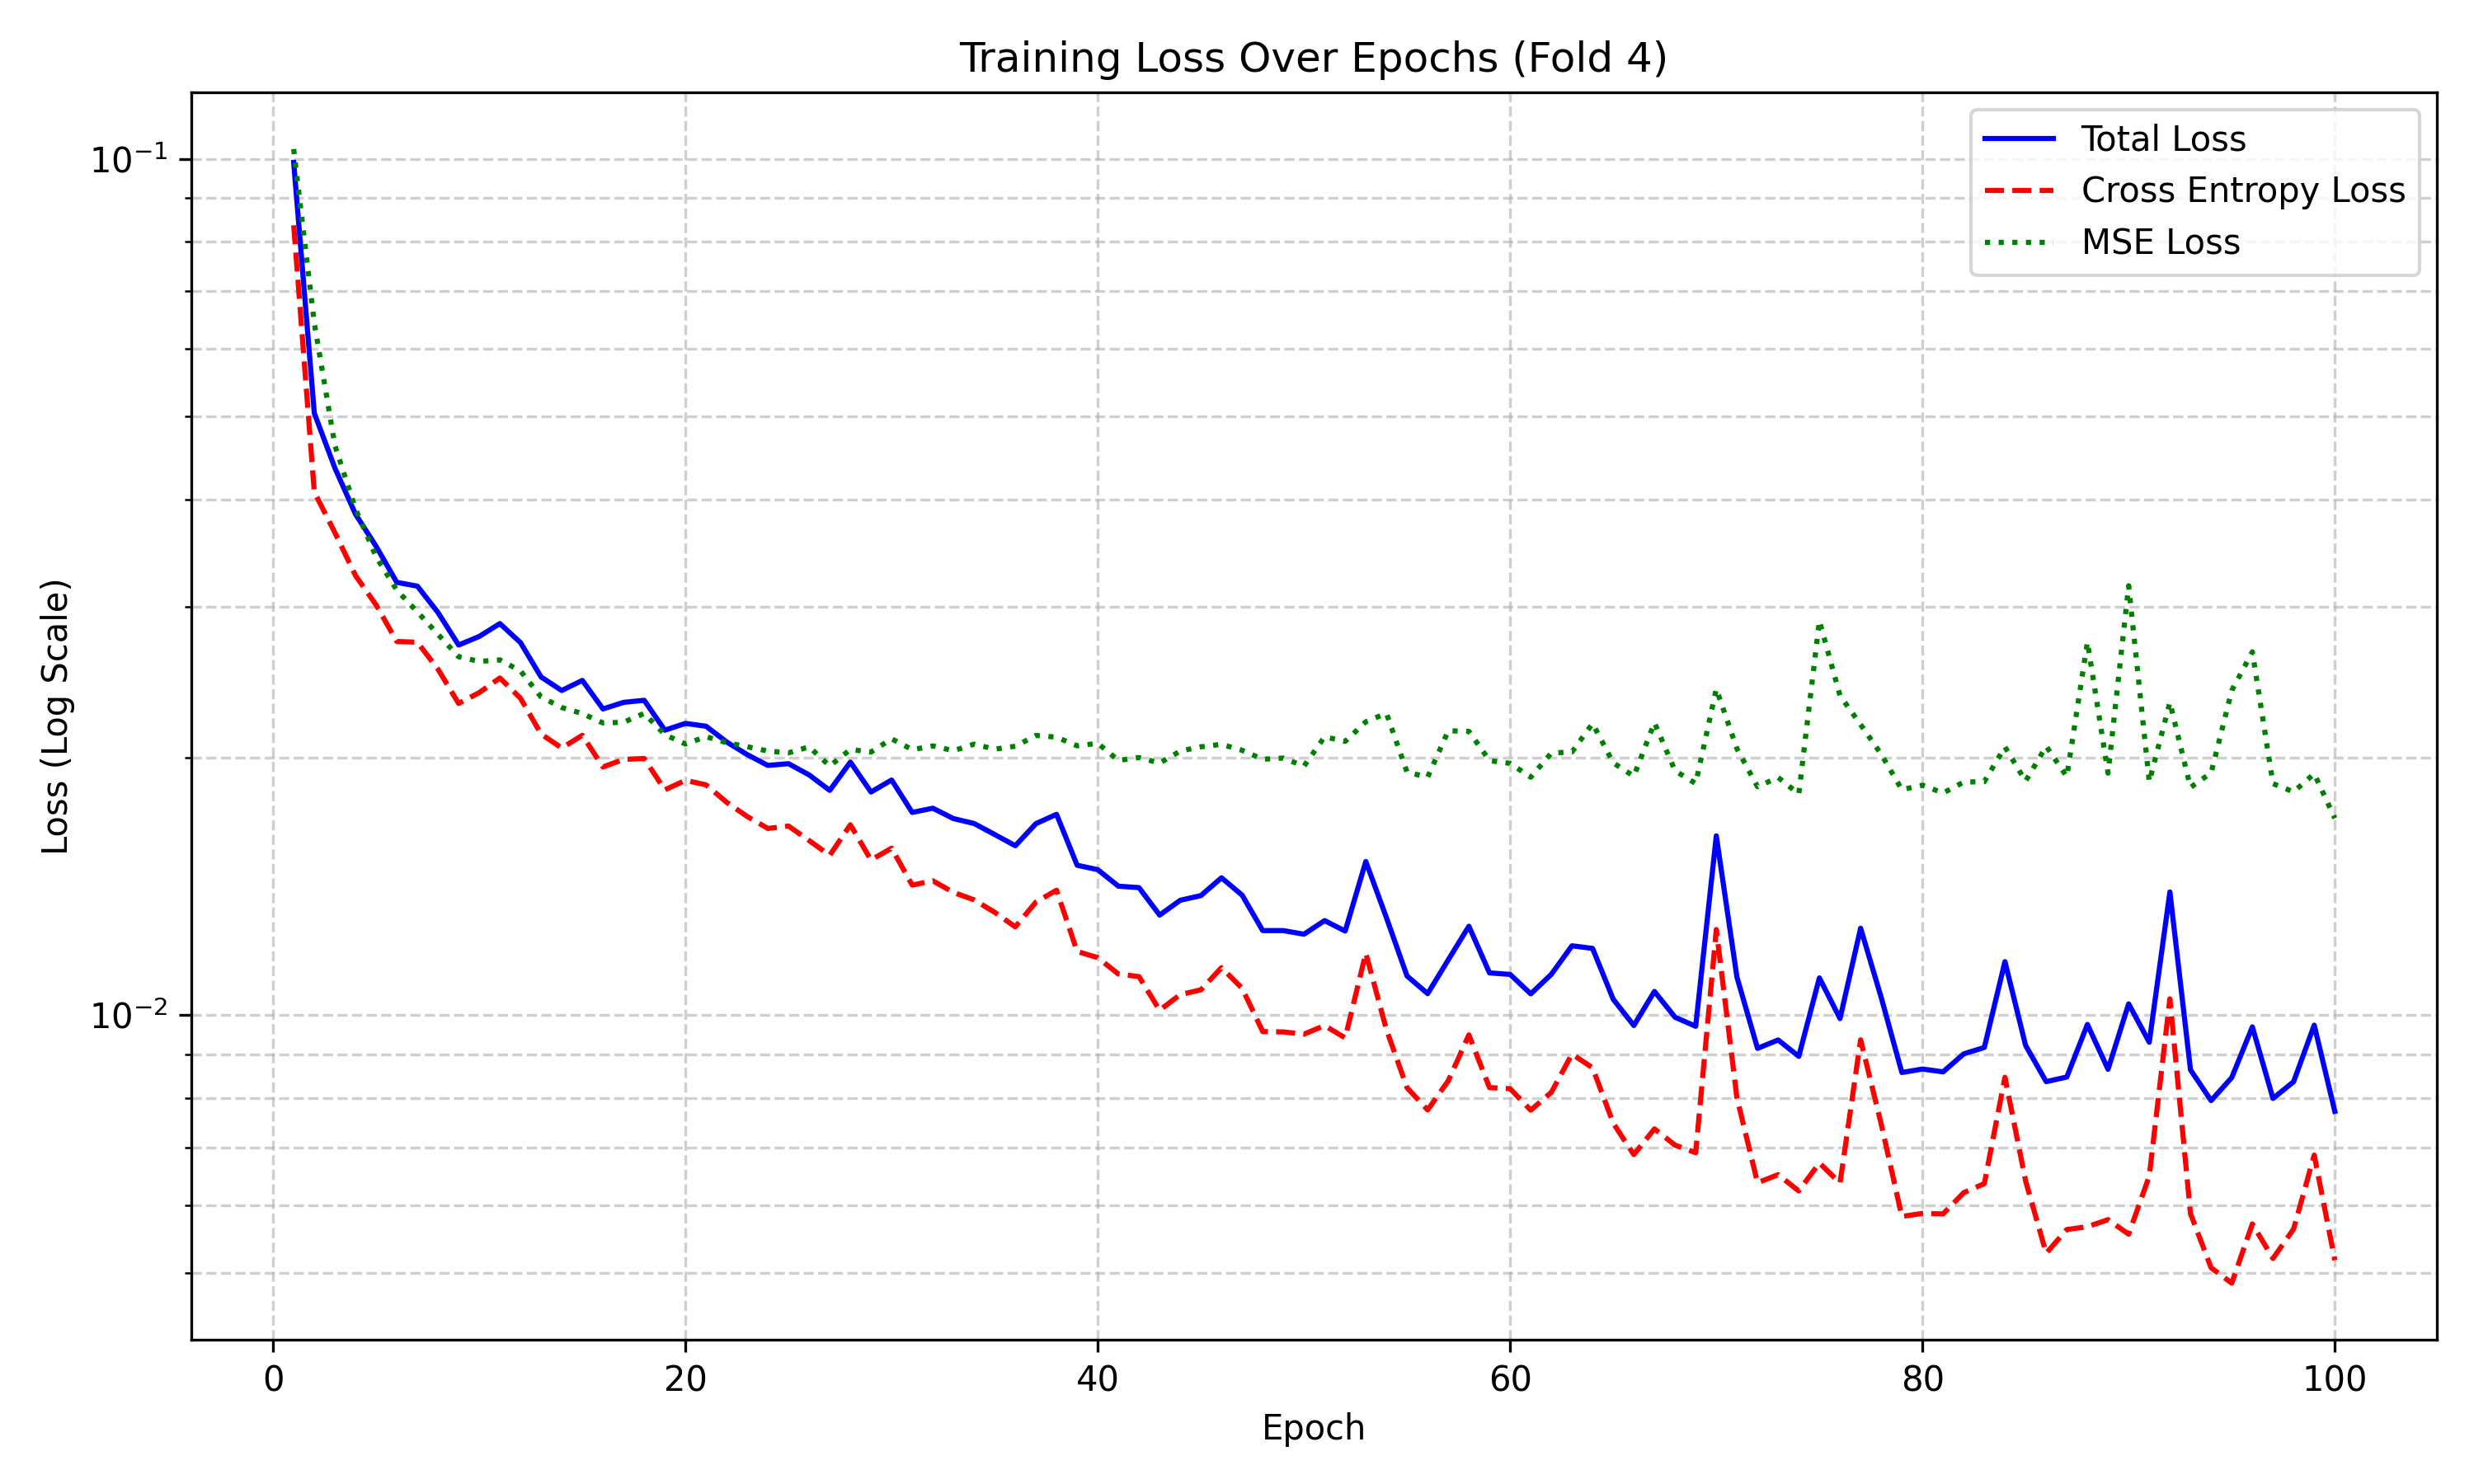 Training Loss Over Epochs (Fold 4)
Total Loss
Cross Entropy Loss
MSE Loss
10⁻¹
10⁻²
Loss (Log Scale)
0 20 40 60 80 100
Epoch